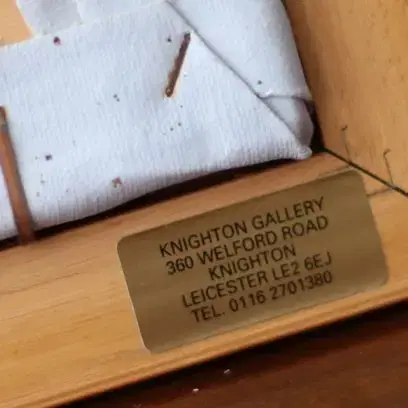 KNIGHTON GALLERY
360 WELFORD ROAD
KNIGHTON
LEICESTER LE2 6EJ
TEL. 0116 2701380